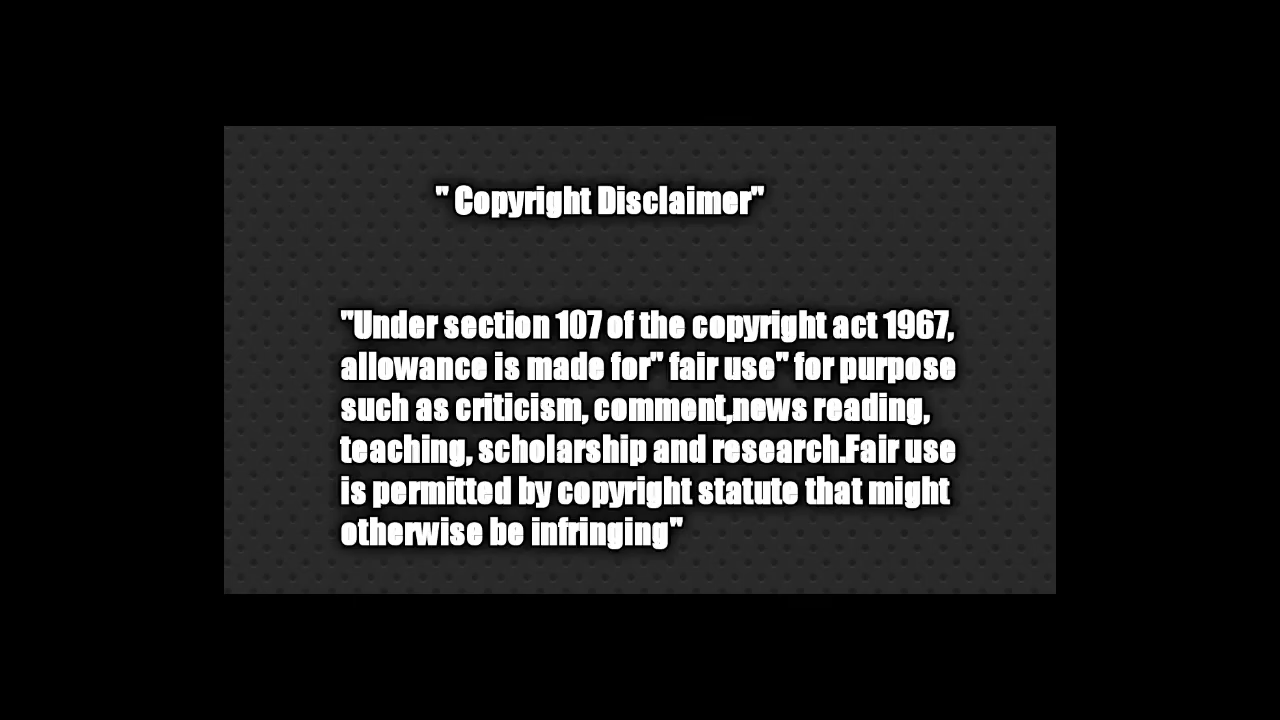 " Copyright Disclaimer"
"Under section 107 of the copyright act 1967,
allowance is made for" fair use" for purpose
such as criticism, comment,news reading,
teaching, scholarship and research.Fair use
is permitted by copyright statute that might
otherwise be infringing"